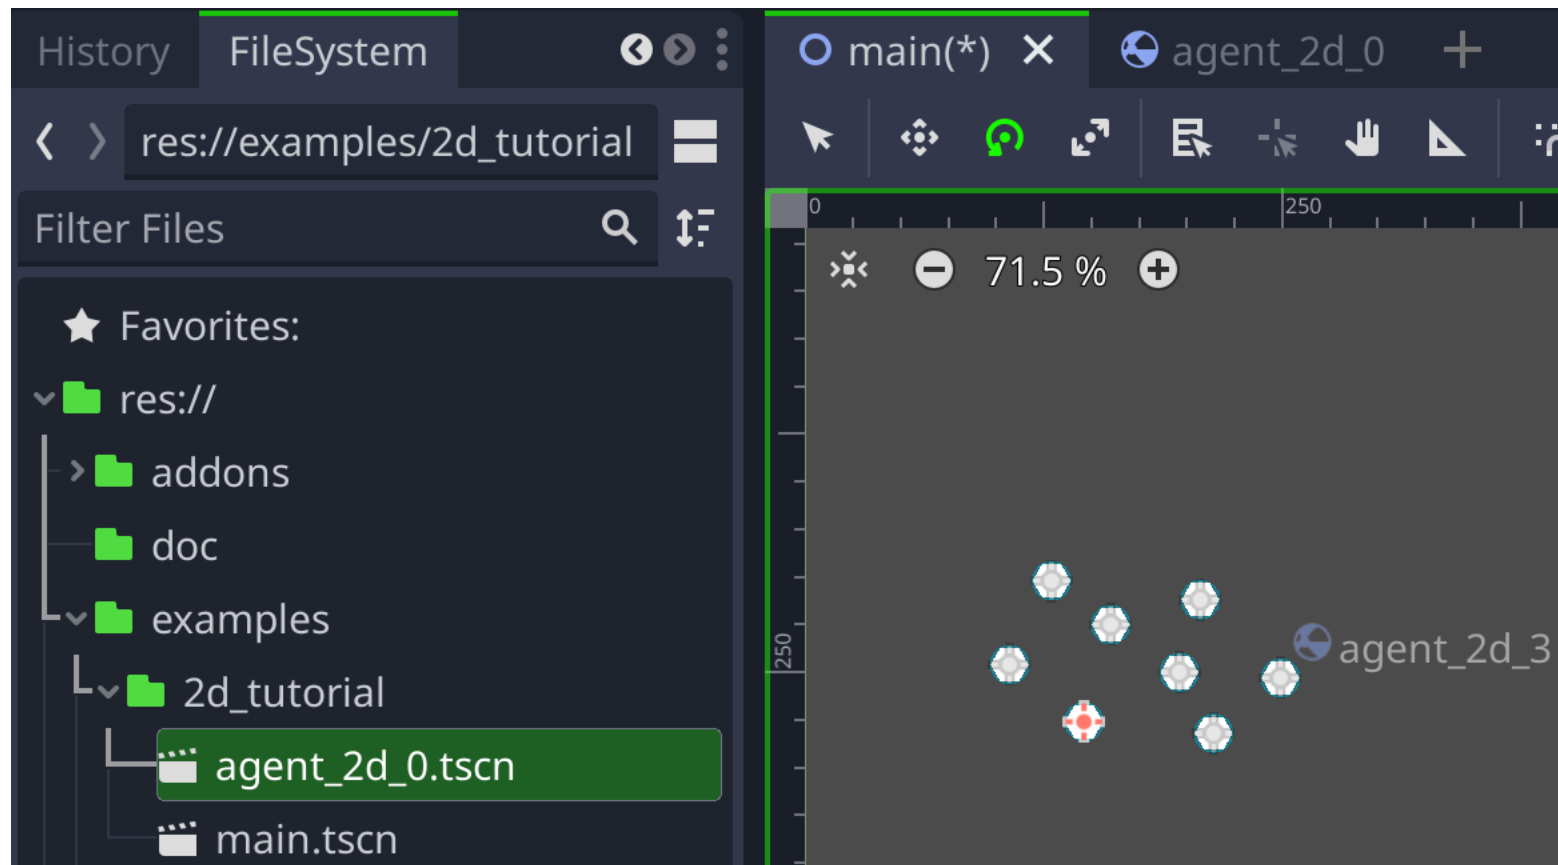 History
FileSystem
res://examples/2d_tutorial
Filter Files
Favorites:
res://
addons
doc
examples
2d_tutorial
agent_2d_0.tscn
main.tscn
main(*)
agent_2d_0
0
250
71.5 %
250
agent_2d_3